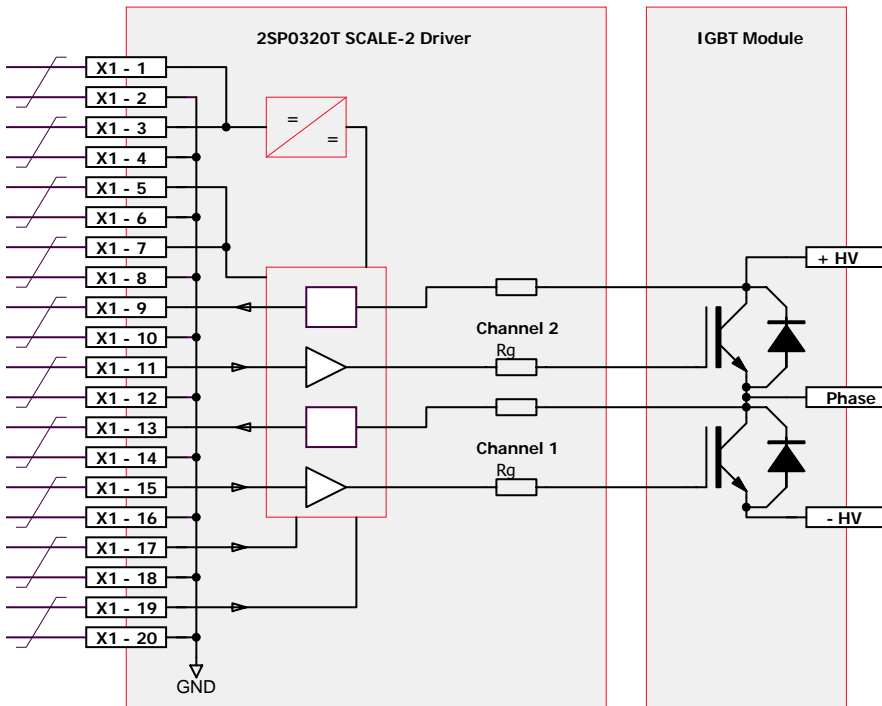 2SP0320T SCALE-2 Driver
IGBT Module
X1 - 1
X1 - 2
X1 - 3
X1 - 4
X1 - 5
X1 - 6
X1 - 7
X1 - 8
X1 - 9
X1 - 10
X1 - 11
X1 - 12
X1 - 13
X1 - 14
X1 - 15
X1 - 16
X1 - 17
X1 - 18
X1 - 19
X1 - 20
GND
=
=
Channel 2
Rg
Channel 1
Rg
+ HV
Phase
- HV